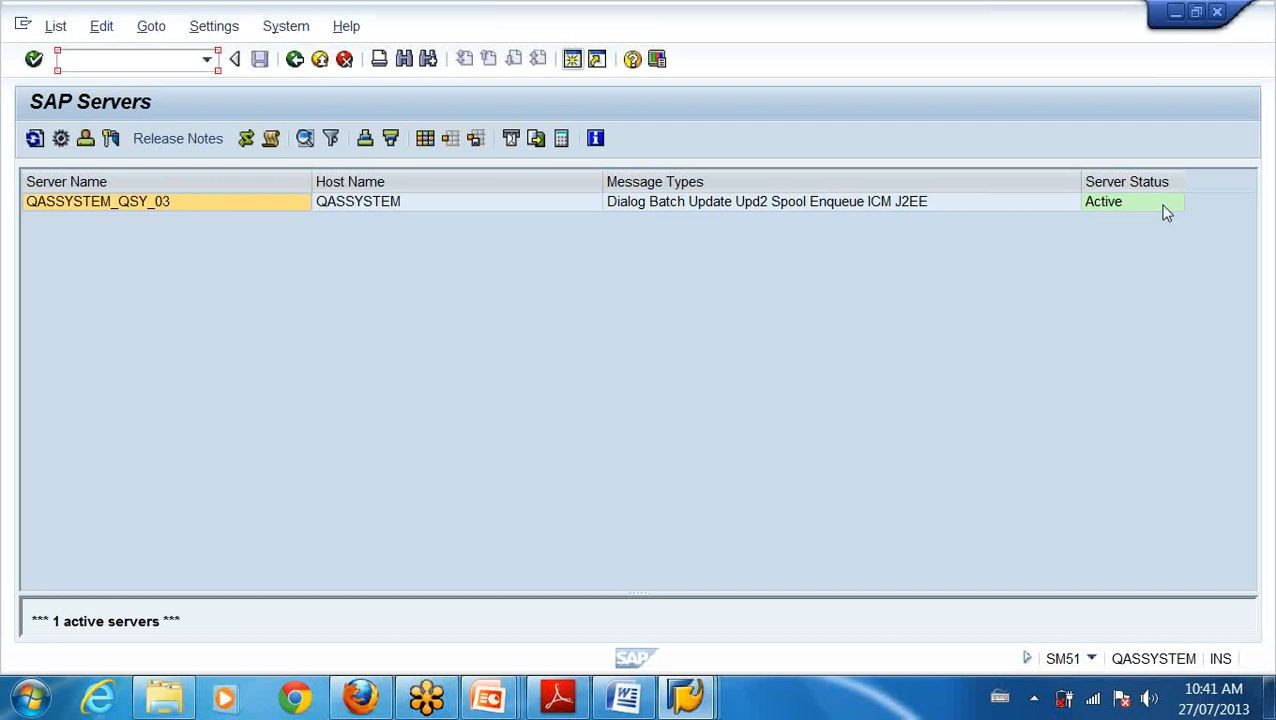 List Edit Goto Settings System Help
SAP Servers
Release Notes
Server Name Host Name Message Types Server Status
QASSYSTEM_QSY_03 QASSYSTEM Dialog Batch Update Upd2 Spool Enqueue ICM J2EE Active
*** 1 active servers ***
SAP SM51 QASSYSTEM INS
10:41 AM
27/07/2013